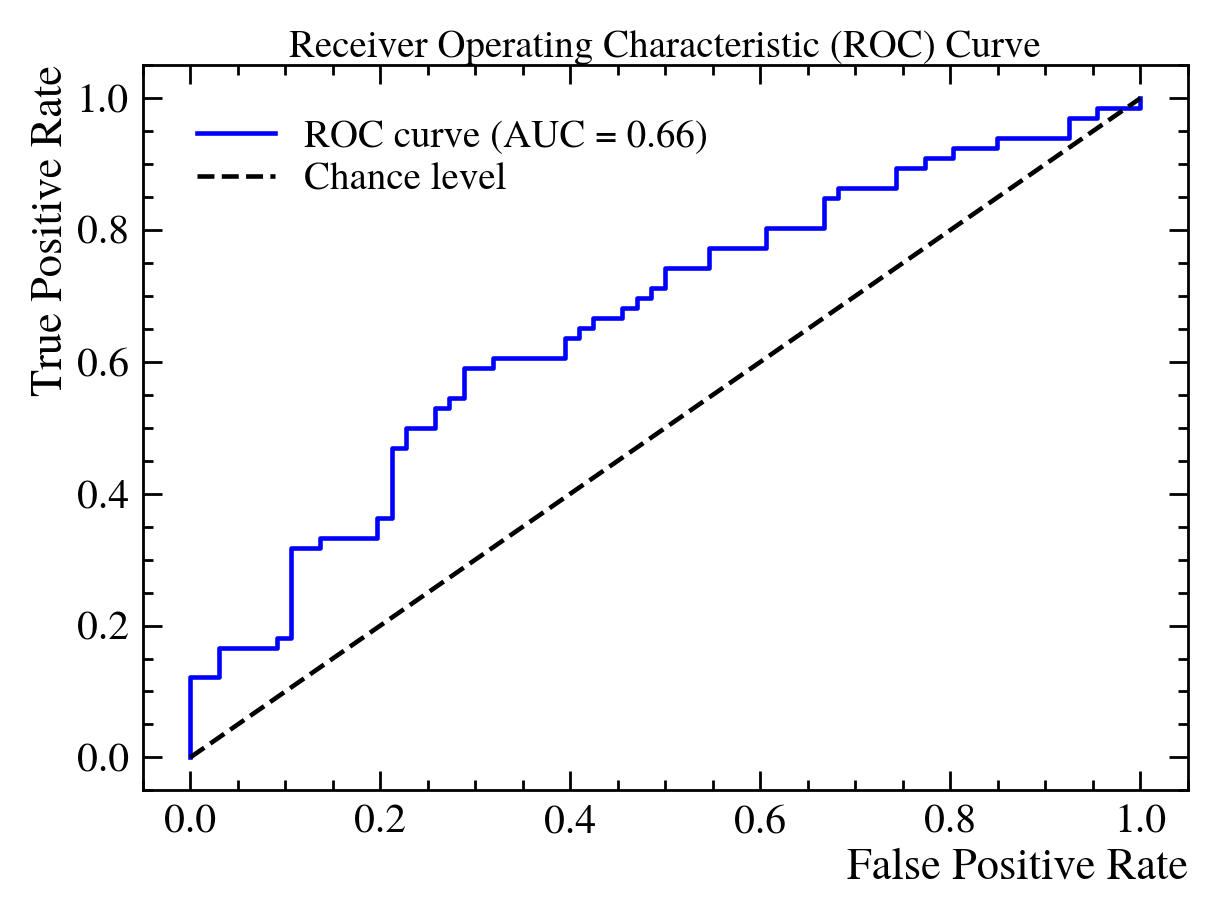 Receiver Operating Characteristic (ROC) Curve
True Positive Rate
1.0
0.8
0.6
0.4
0.2
0.0
ROC curve (AUC = 0.66)
Chance level
0.0 0.2 0.4 0.6 0.8 1.0
False Positive Rate